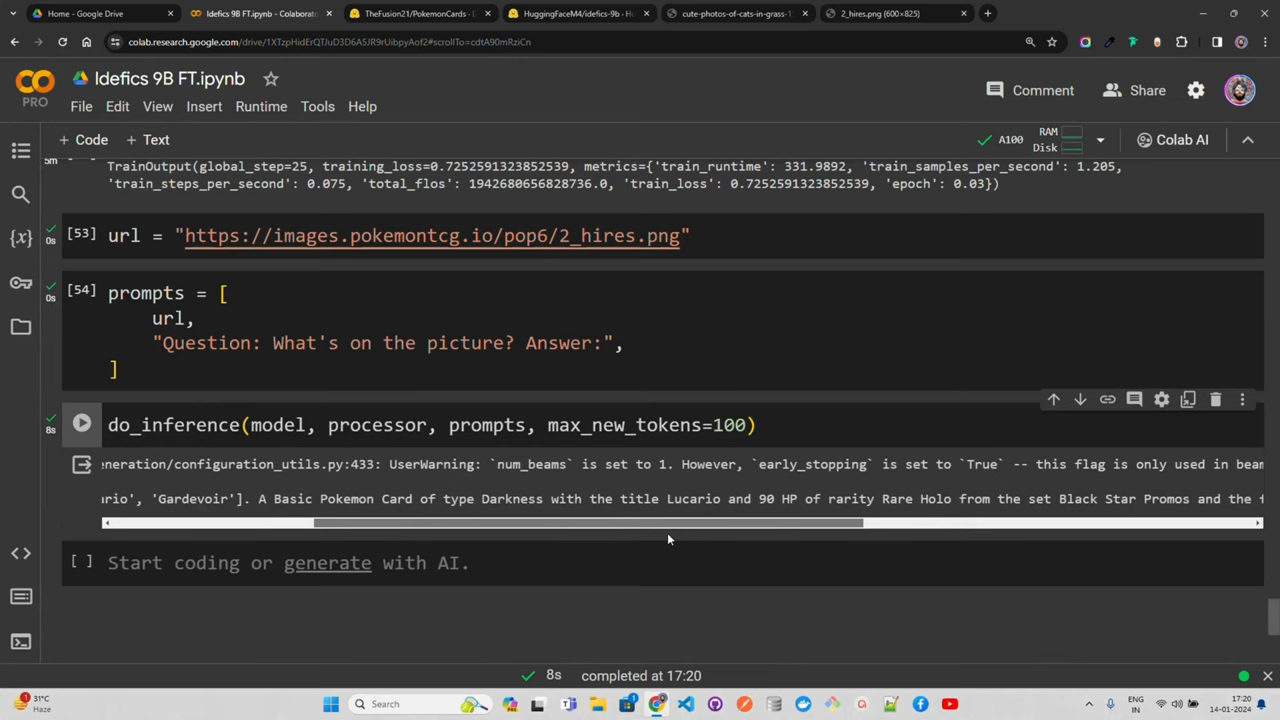 Home - Google Drive
Idefics 9B FT.ipynb - Colaborato
TheFusion21/PokemonCards · D
HuggingFaceM4/idefics-9b · Hu
cute-photos-of-cats-in-grass-1
2_hires.png (600×825)
colab.research.google.com/drive/1XTzpHidErQTJuD3D6A5JR9rUibpyAof2#scrollTo=cdtA90mRziCn
Idefics 9B FT.ipynb
PRO
Comment
Share
File Edit View Insert Runtime Tools Help
+ Code + Text
A100
RAM
Disk
Colab AI
5m
TrainOutput(global_step=25, training_loss=0.7252591323852539, metrics={'train_runtime': 331.9892, 'train_samples_per_second': 1.205,
'train_steps_per_second': 0.075, 'total_flos': 1942680656828736.0, 'train_loss': 0.7252591323852539, 'epoch': 0.03})
[53] url = "https://images.pokemontcg.io/pop6/2_hires.png"
0s
[54] prompts = [
0s
url,
"Question: What's on the picture? Answer:",
]
do_inference(model, processor, prompts, max_new_tokens=100)
8s
eneration/configuration_utils.py:433: UserWarning: `num_beams` is set to 1. However, `early_stopping` is set to `True` -- this flag is only used in bea
ario', 'Gardevoir']. A Basic Pokemon Card of type Darkness with the title Lucario and 90 HP of rarity Rare Holo from the set Black Star Promos and the
[ ] Start coding or generate with AI.
8s completed at 17:20
31°C
Haze
Search
ENG
IN
17:20
14-01-2024